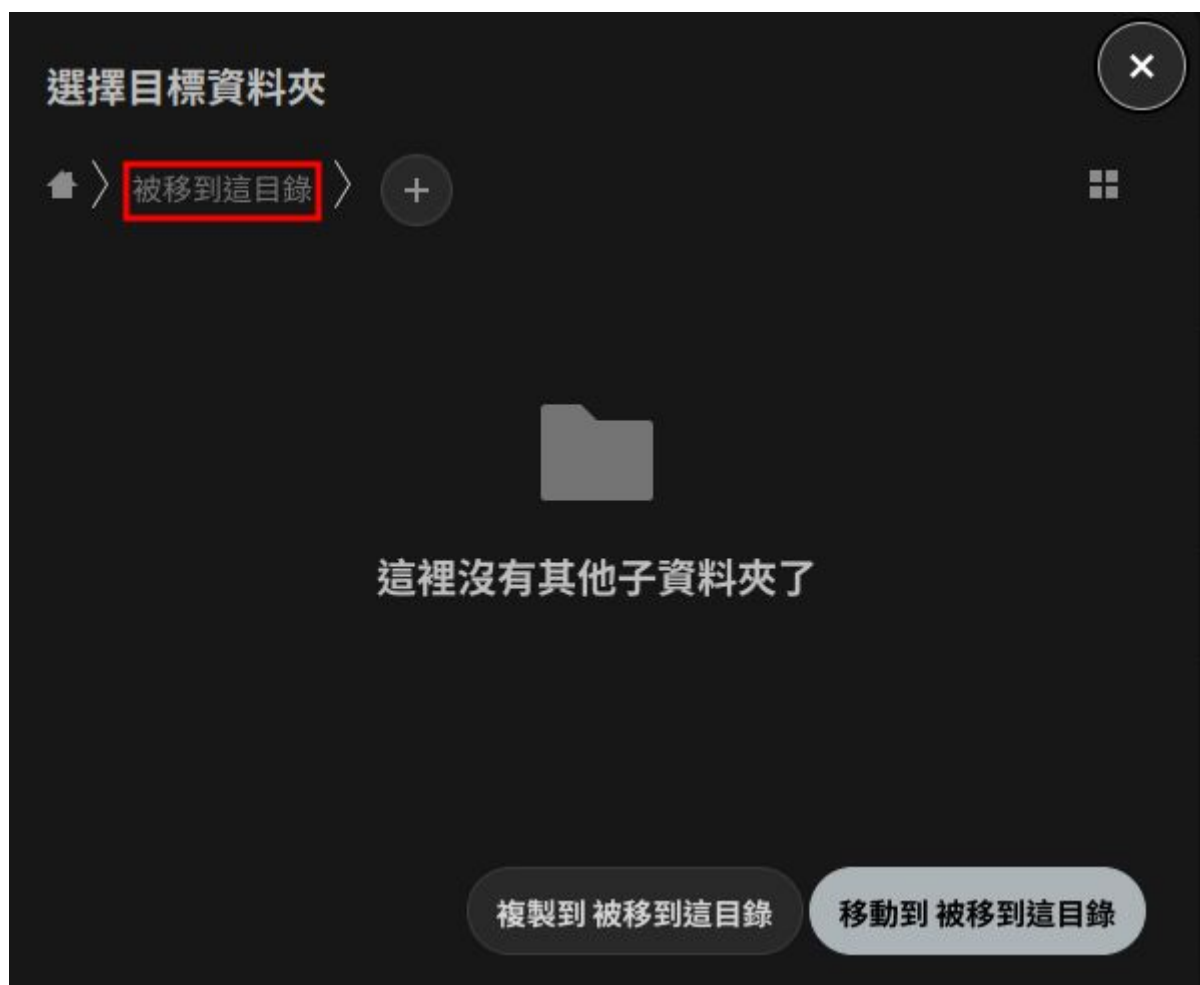 選擇目標資料夾
被移到這目錄
這裡沒有其他子資料夾了
複製到 被移到這目錄
移動到 被移到這目錄